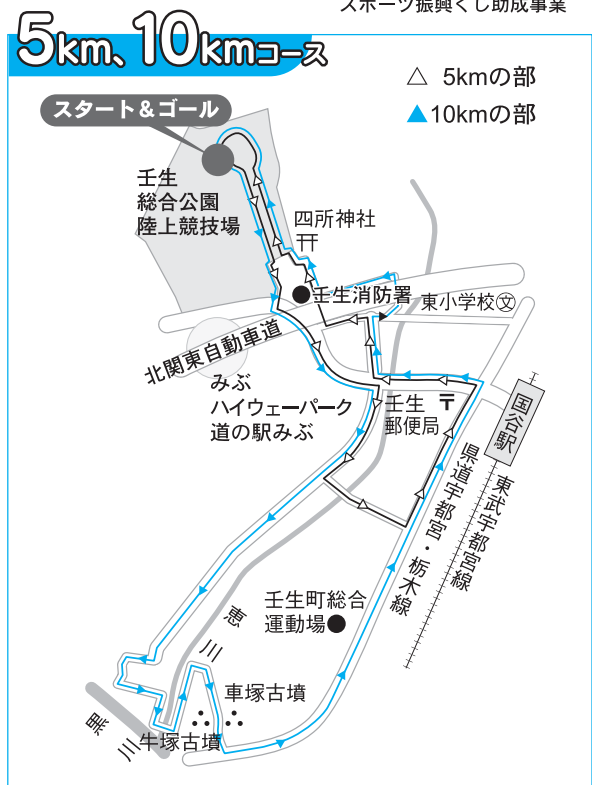 スポーツ振興くじ助成事業
5km、10kmコース
△ 5kmの部
▲10kmの部
スタート&ゴール
壬生
総合公園
陸上競技場
四所神社
壬生消防署
東小学校文
北関東自動車道
みぶ
ハイウェーパーク
道の駅みぶ
壬生
郵便局
〒
国谷駅
県道宇都宮・栃木線
東武宇都宮線
壬生町総合
運動場
恵川
車塚古墳
牛塚古墳
黒川